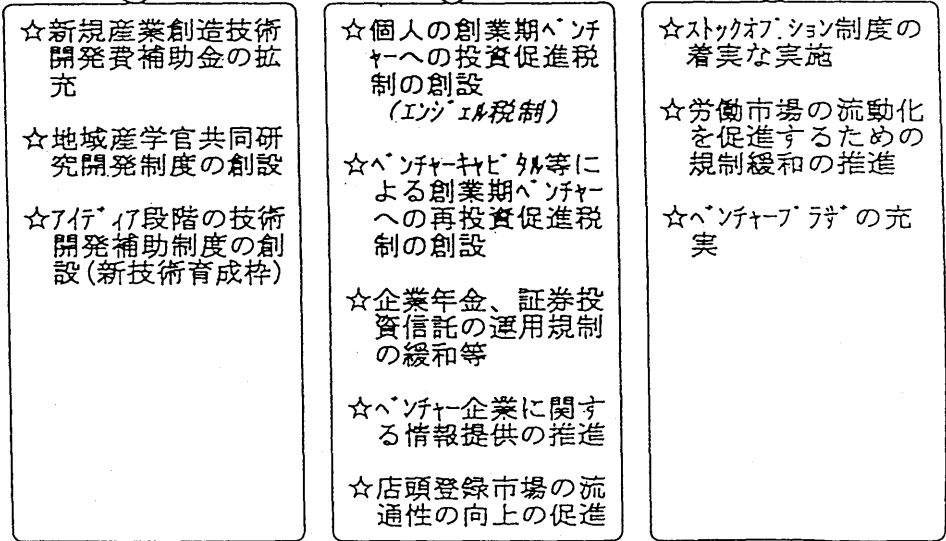 ☆新規産業創造技術
開発費補助金の拡
充
☆地域産学官共同研
究開発制度の創設
☆ｱｲﾃﾞｨｱ段階の技術
開発補助制度の創
設(新技術育成枠)
☆個人の創業期ﾍﾞﾝﾁ
ｬｰへの投資促進税
制の創設
(ｴﾝｼﾞｪﾙ税制)
☆ﾍﾞﾝﾁｬｰｷｬﾋﾟﾀﾙ等に
よる創業期ﾍﾞﾝﾁｬｰ
への再投資促進税
制の創設
☆企業年金、証券投
資信託の運用規制
の緩和等
☆ﾍﾞﾝﾁｬｰ企業に関す
る情報提供の推進
☆店頭登録市場の流
通性の向上の促進
☆ｽﾄｯｸｵﾌﾟｼｮﾝ制度の
着実な実施
☆労働市場の流動化
を促進するための
規制緩和の推進
☆ﾍﾞﾝﾁｬｰﾌﾟﾗｻﾞの充
実